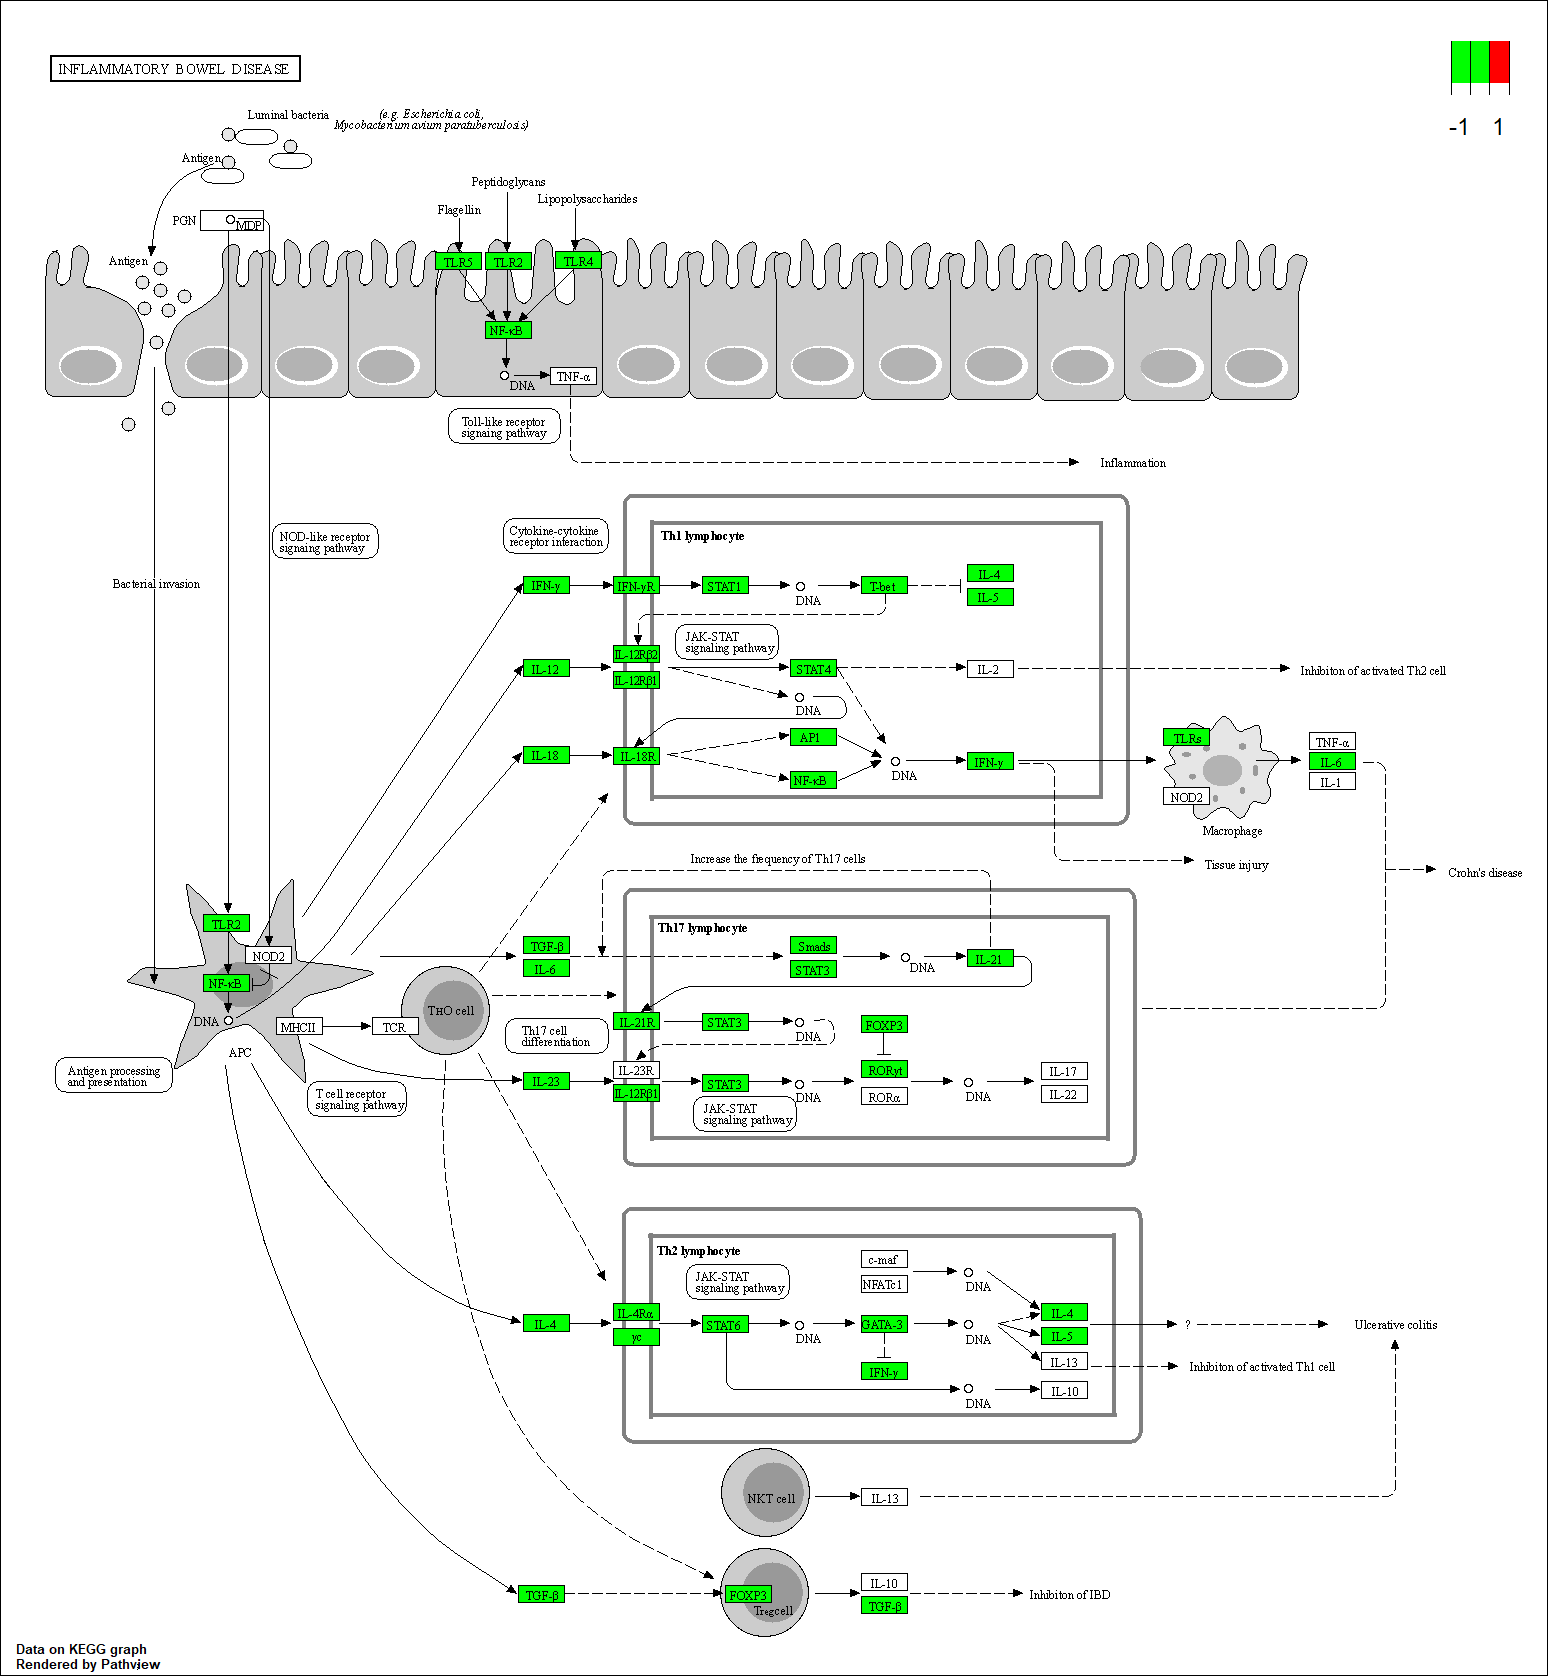 INFLAMMATORY BOWEL DISEASE
-1 1
Luminal bacteria
(e.g. Escherichia coli,
Mycobacterium avium paratuberculosis)
Antigen
Peptidoglycans
Flagellin
Lipopolysaccharides
PGN
MDP
Antigen
TLR5
TLR2
TLR4
NF-κB
DNA
TNF-α
Toll-like receptor
signaing pathway
Inflammation
NOD-like receptor
signaing pathway
Cytokine-cytokine
receptor interaction
Th1 lymphocyte
Bacterial invasion
IFN-γ
IFN-γR
STAT1
DNA
T-bet
IL-4
IL-5
JAK-STAT
signaling pathway
IL-12
IL-12Rβ2
IL-12Rβ1
STAT4
DNA
IL-2
Inhibiton of activated Th2 cell
IL-18
IL-18R
AP1
NF-κB
DNA
IFN-γ
TLRs
NOD2
Macrophage
TNF-α
IL-6
IL-1
Tissue injury
Crohn's disease
Increase the frequency of Th17 cells
Th17 lymphocyte
TLR2
NOD2
NF-κB
DNA
MHCII
TCR
TH0 cell
APC
TGF-β
IL-6
Smads
STAT3
DNA
IL-21
Th17 cell
differentiation
IL-21R
STAT3
DNA
FOXP3
IL-23
IL-23R
IL-12Rβ1
STAT3
DNA
RORγt
RORα
DNA
IL-17
IL-22
JAK-STAT
signaling pathway
Antigen processing
and presentation
T cell receptor
signaling pathway
Th2 lymphocyte
JAK-STAT
signaling pathway
c-maf
NFATc1
DNA
IL-4
IL-4Rα
γc
STAT6
DNA
GATA-3
DNA
IFN-γ
IL-4
IL-5
IL-13
?
Ulcerative colitis
Inhibiton of activated Th1 cell
DNA
IL-10
NKT cell
IL-13
TGF-β
FOXP3
Treg cell
IL-10
TGF-β
Inhibiton of IBD
Data on KEGG graph
Rendered by Pathview